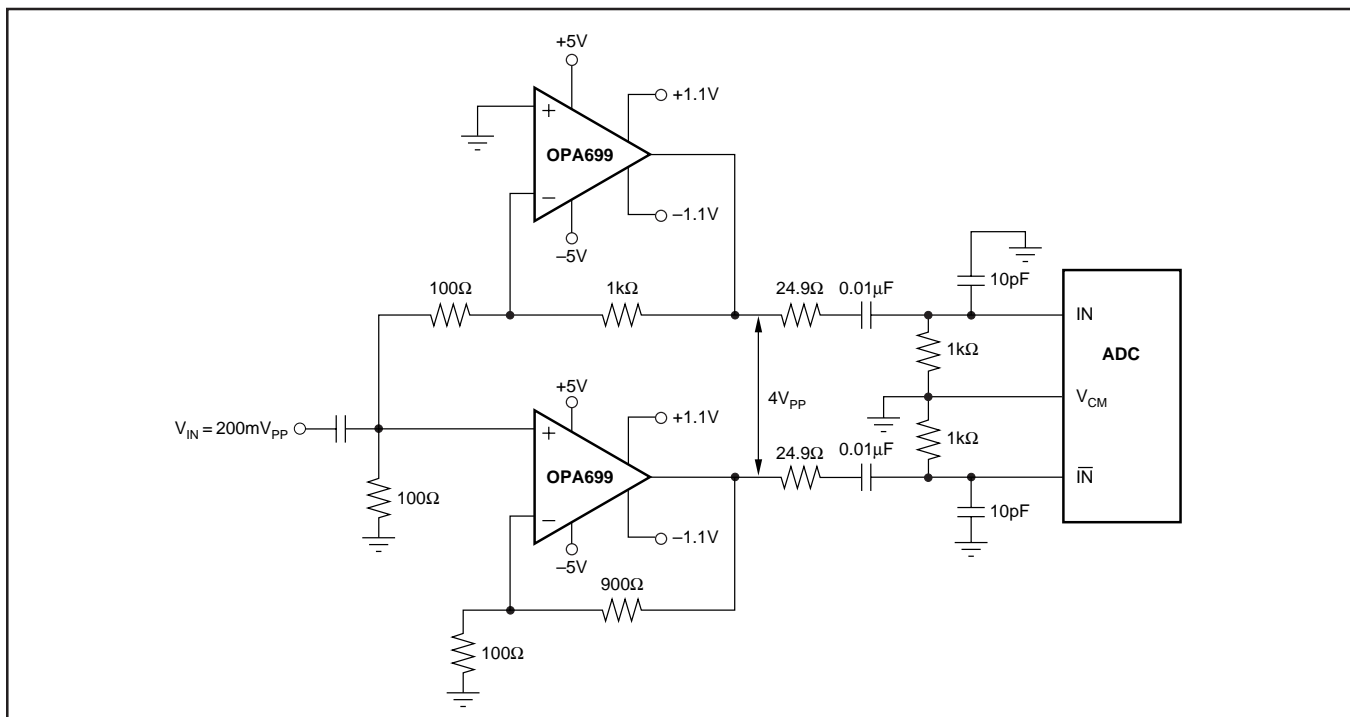 +5V
+1.1V
+
OPA699
−
−1.1V
−5V
100Ω
1kΩ
24.9Ω
0.01μF
10pF
IN
1kΩ
ADC
4VPP
VCM
+5V
+1.1V
VIN = 200mVPP
+
1kΩ
24.9Ω
0.01μF
OPA699
IN
100Ω
−
−1.1V
10pF
−5V
900Ω
100Ω